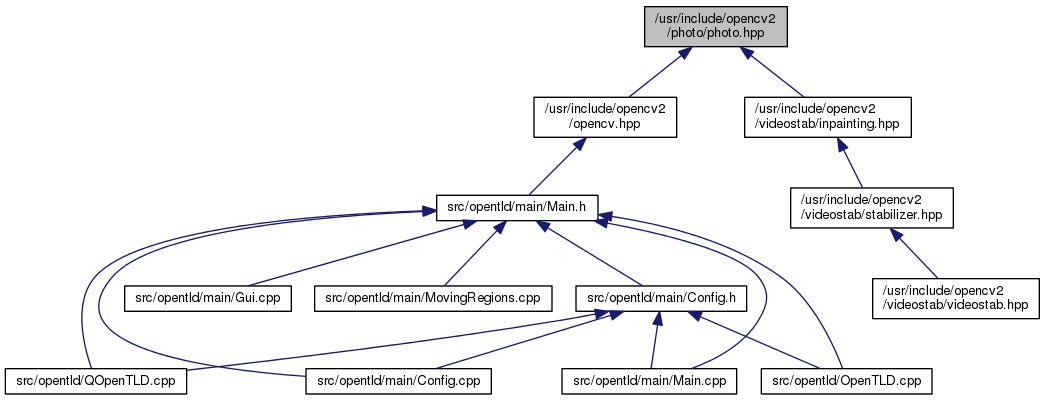 /usr/include/opencv2
/photo/photo.hpp
/usr/include/opencv2
/opencv.hpp
/usr/include/opencv2
/videostab/inpainting.hpp
src/opentld/main/Main.h
/usr/include/opencv2
/videostab/stabilizer.hpp
src/opentld/main/Gui.cpp
src/opentld/main/MovingRegions.cpp
src/opentld/main/Config.h
/usr/include/opencv2
/videostab/videostab.hpp
src/opentld/QOpenTLD.cpp
src/opentld/main/Config.cpp
src/opentld/main/Main.cpp
src/opentld/OpenTLD.cpp